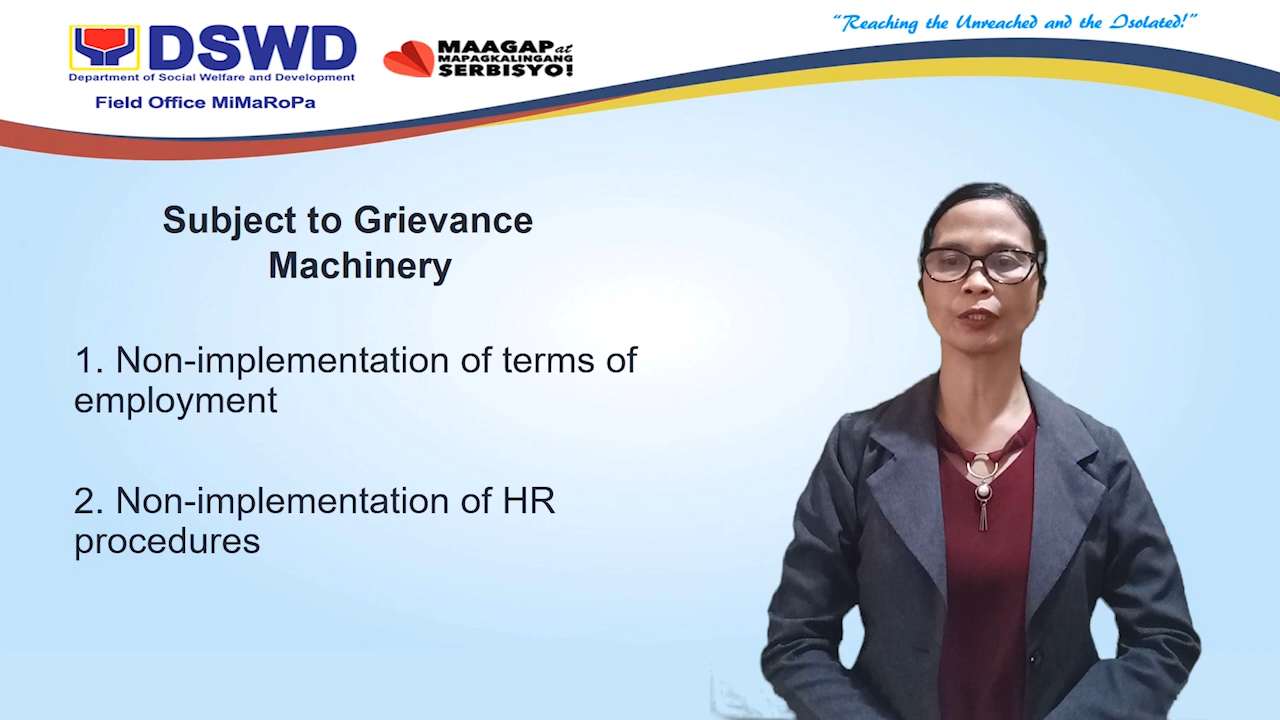 DSWD
Department of Social Welfare and Development
Field Office MiMaRoPa
MAAGAP at
MAPAGKALINGANG
SERBISYO!
“Reaching the Unreached and the Isolated!”
Subject to Grievance
Machinery
1. Non-implementation of terms of
employment
2. Non-implementation of HR
procedures